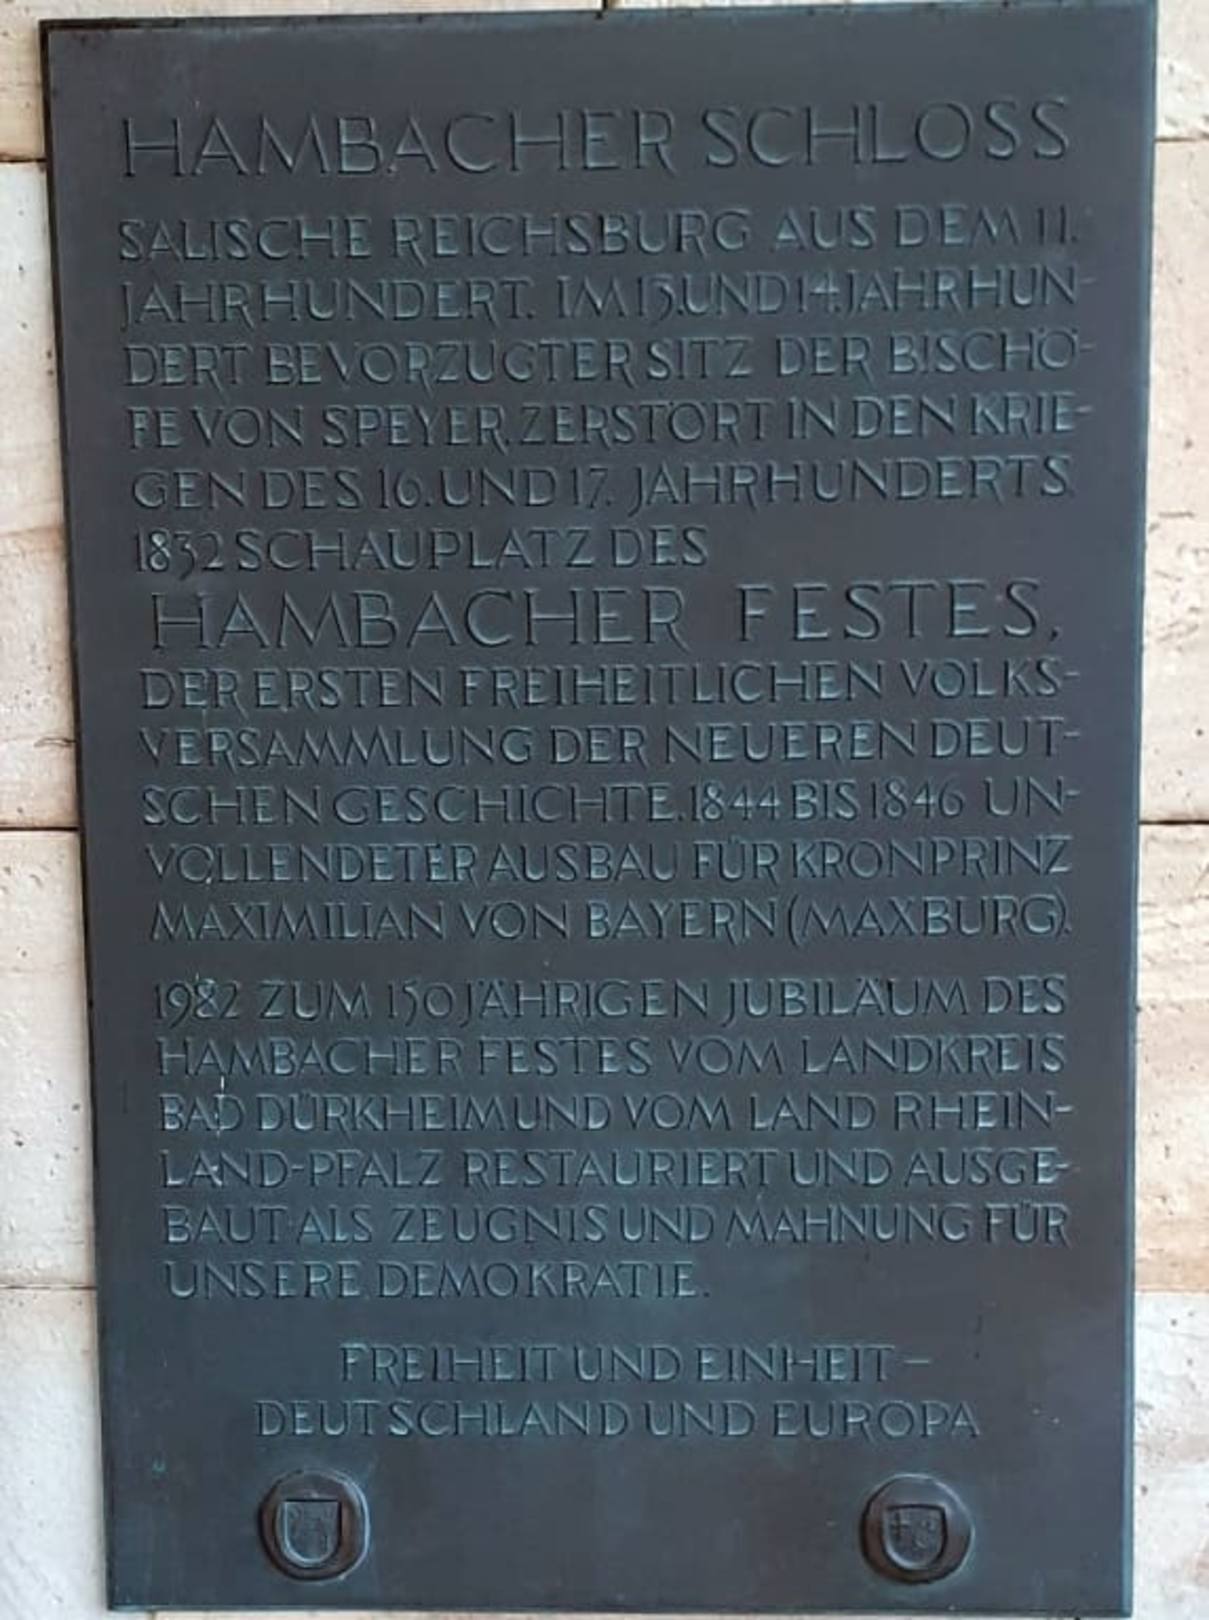 HAMBACHER SCHLOSS
SALISCHE REICHSBURG AUS DEM 11.
JAHRHUNDERT. IM 13. UND 14. JAHRHUN-
DERT BEVORZUGTER SITZ DER BISCHÖ-
FE VON SPEYER. ZERSTÖRT IN DEN KRIE-
GEN DES 16. UND 17. JAHRHUNDERTS.
1832 SCHAUPLATZ DES
HAMBACHER FESTES,
DER ERSTEN FREIHEITLICHEN VOLKS-
VERSAMMLUNG DER NEUEREN DEUT-
SCHEN GESCHICHTE. 1844 BIS 1846 UN-
VOLLENDETER AUSBAU FÜR KRONPRINZ
MAXIMILIAN VON BAYERN (MAXBURG).
1982 ZUM 150 JÄHRIGEN JUBILÄUM DES
HAMBACHER FESTES VOM LANDKREIS
BAD DÜRKHEIM UND VOM LAND RHEIN-
LAND-PFALZ RESTAURIERT UND AUSGE-
BAUT ALS ZEUGNIS UND MAHNUNG FÜR
UNSERE DEMOKRATIE.
FREIHEIT UND EINHEIT –
DEUTSCHLAND UND EUROPA